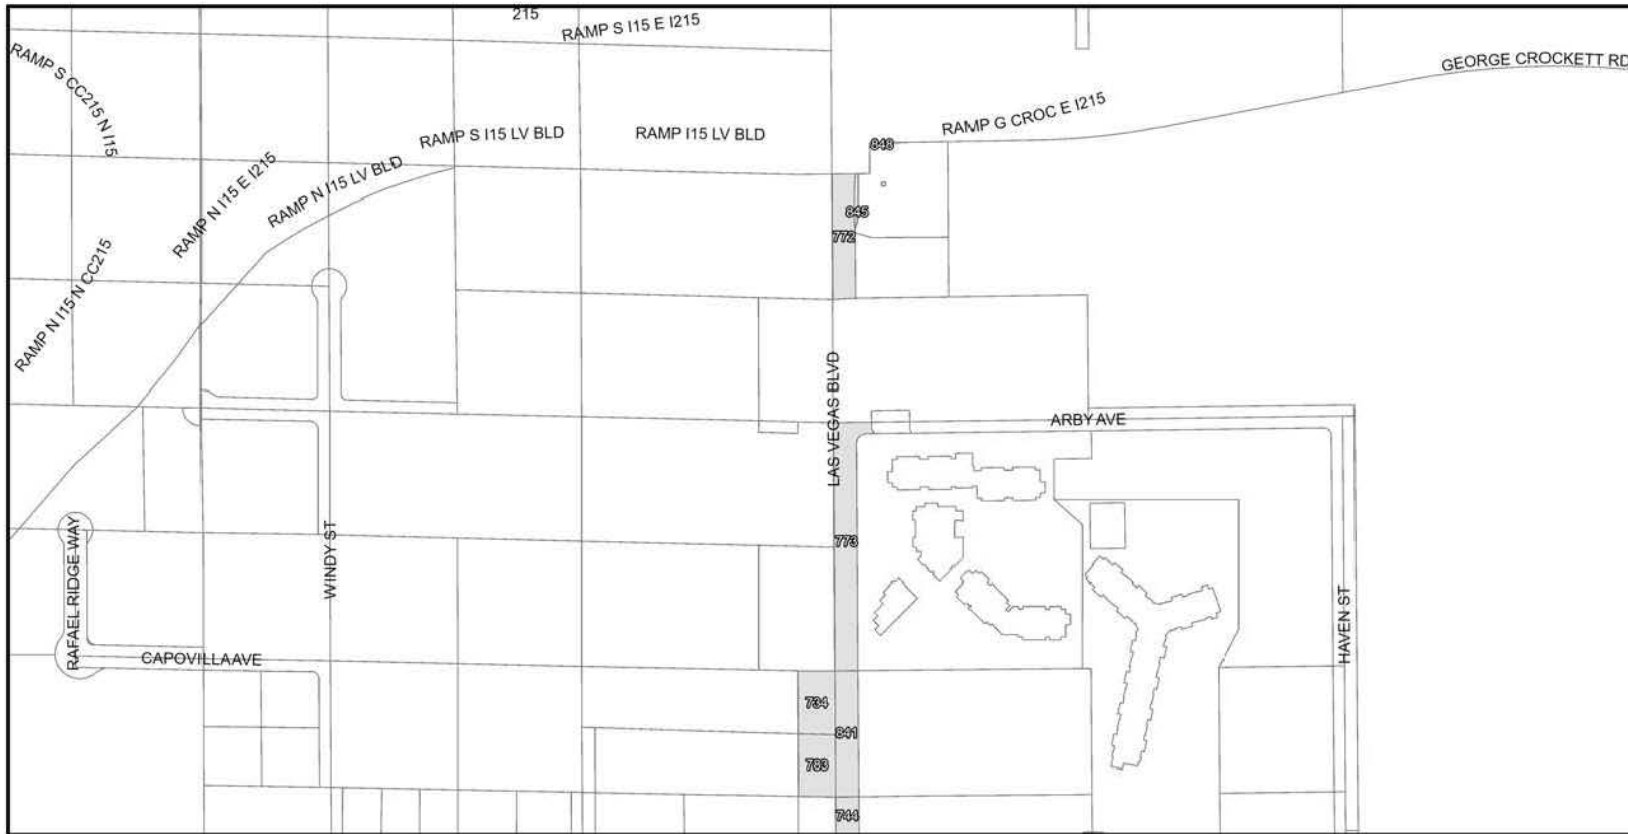 215
RAMP S I15 E I215
GEORGE CROCKETT RD
RAMP S CC215 N I15
RAMP G CROC E I215
RAMP S I15 LV BLD
RAMP I15 LV BLD
848
RAMP N I15 LV BLD
RAMP N I15 E I215
845
772
RAMP N I15 N CC215
LAS VEGAS BLVD
ARBY AVE
773
WINDY ST
RAFAEL RIDGE WAY
HAVEN ST
CAPOVILLA AVE
734
841
783
744